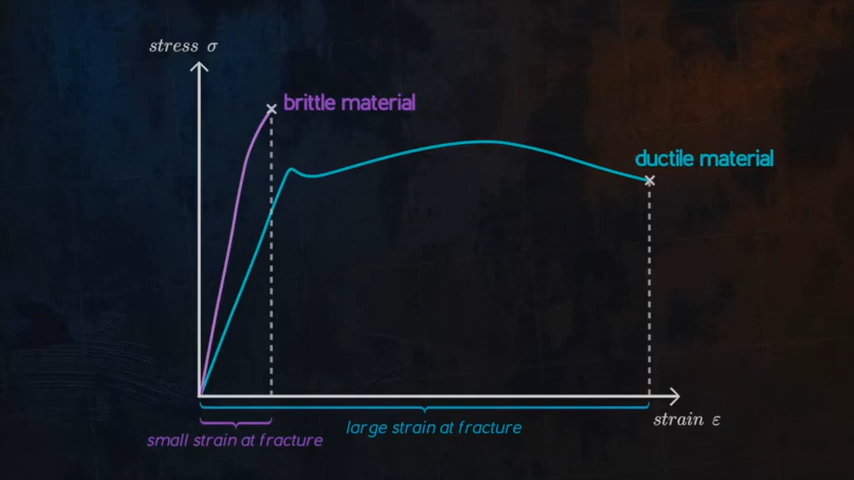 stress σ
brittle material
ductile material
strain ε
large strain at fracture
small strain at fracture